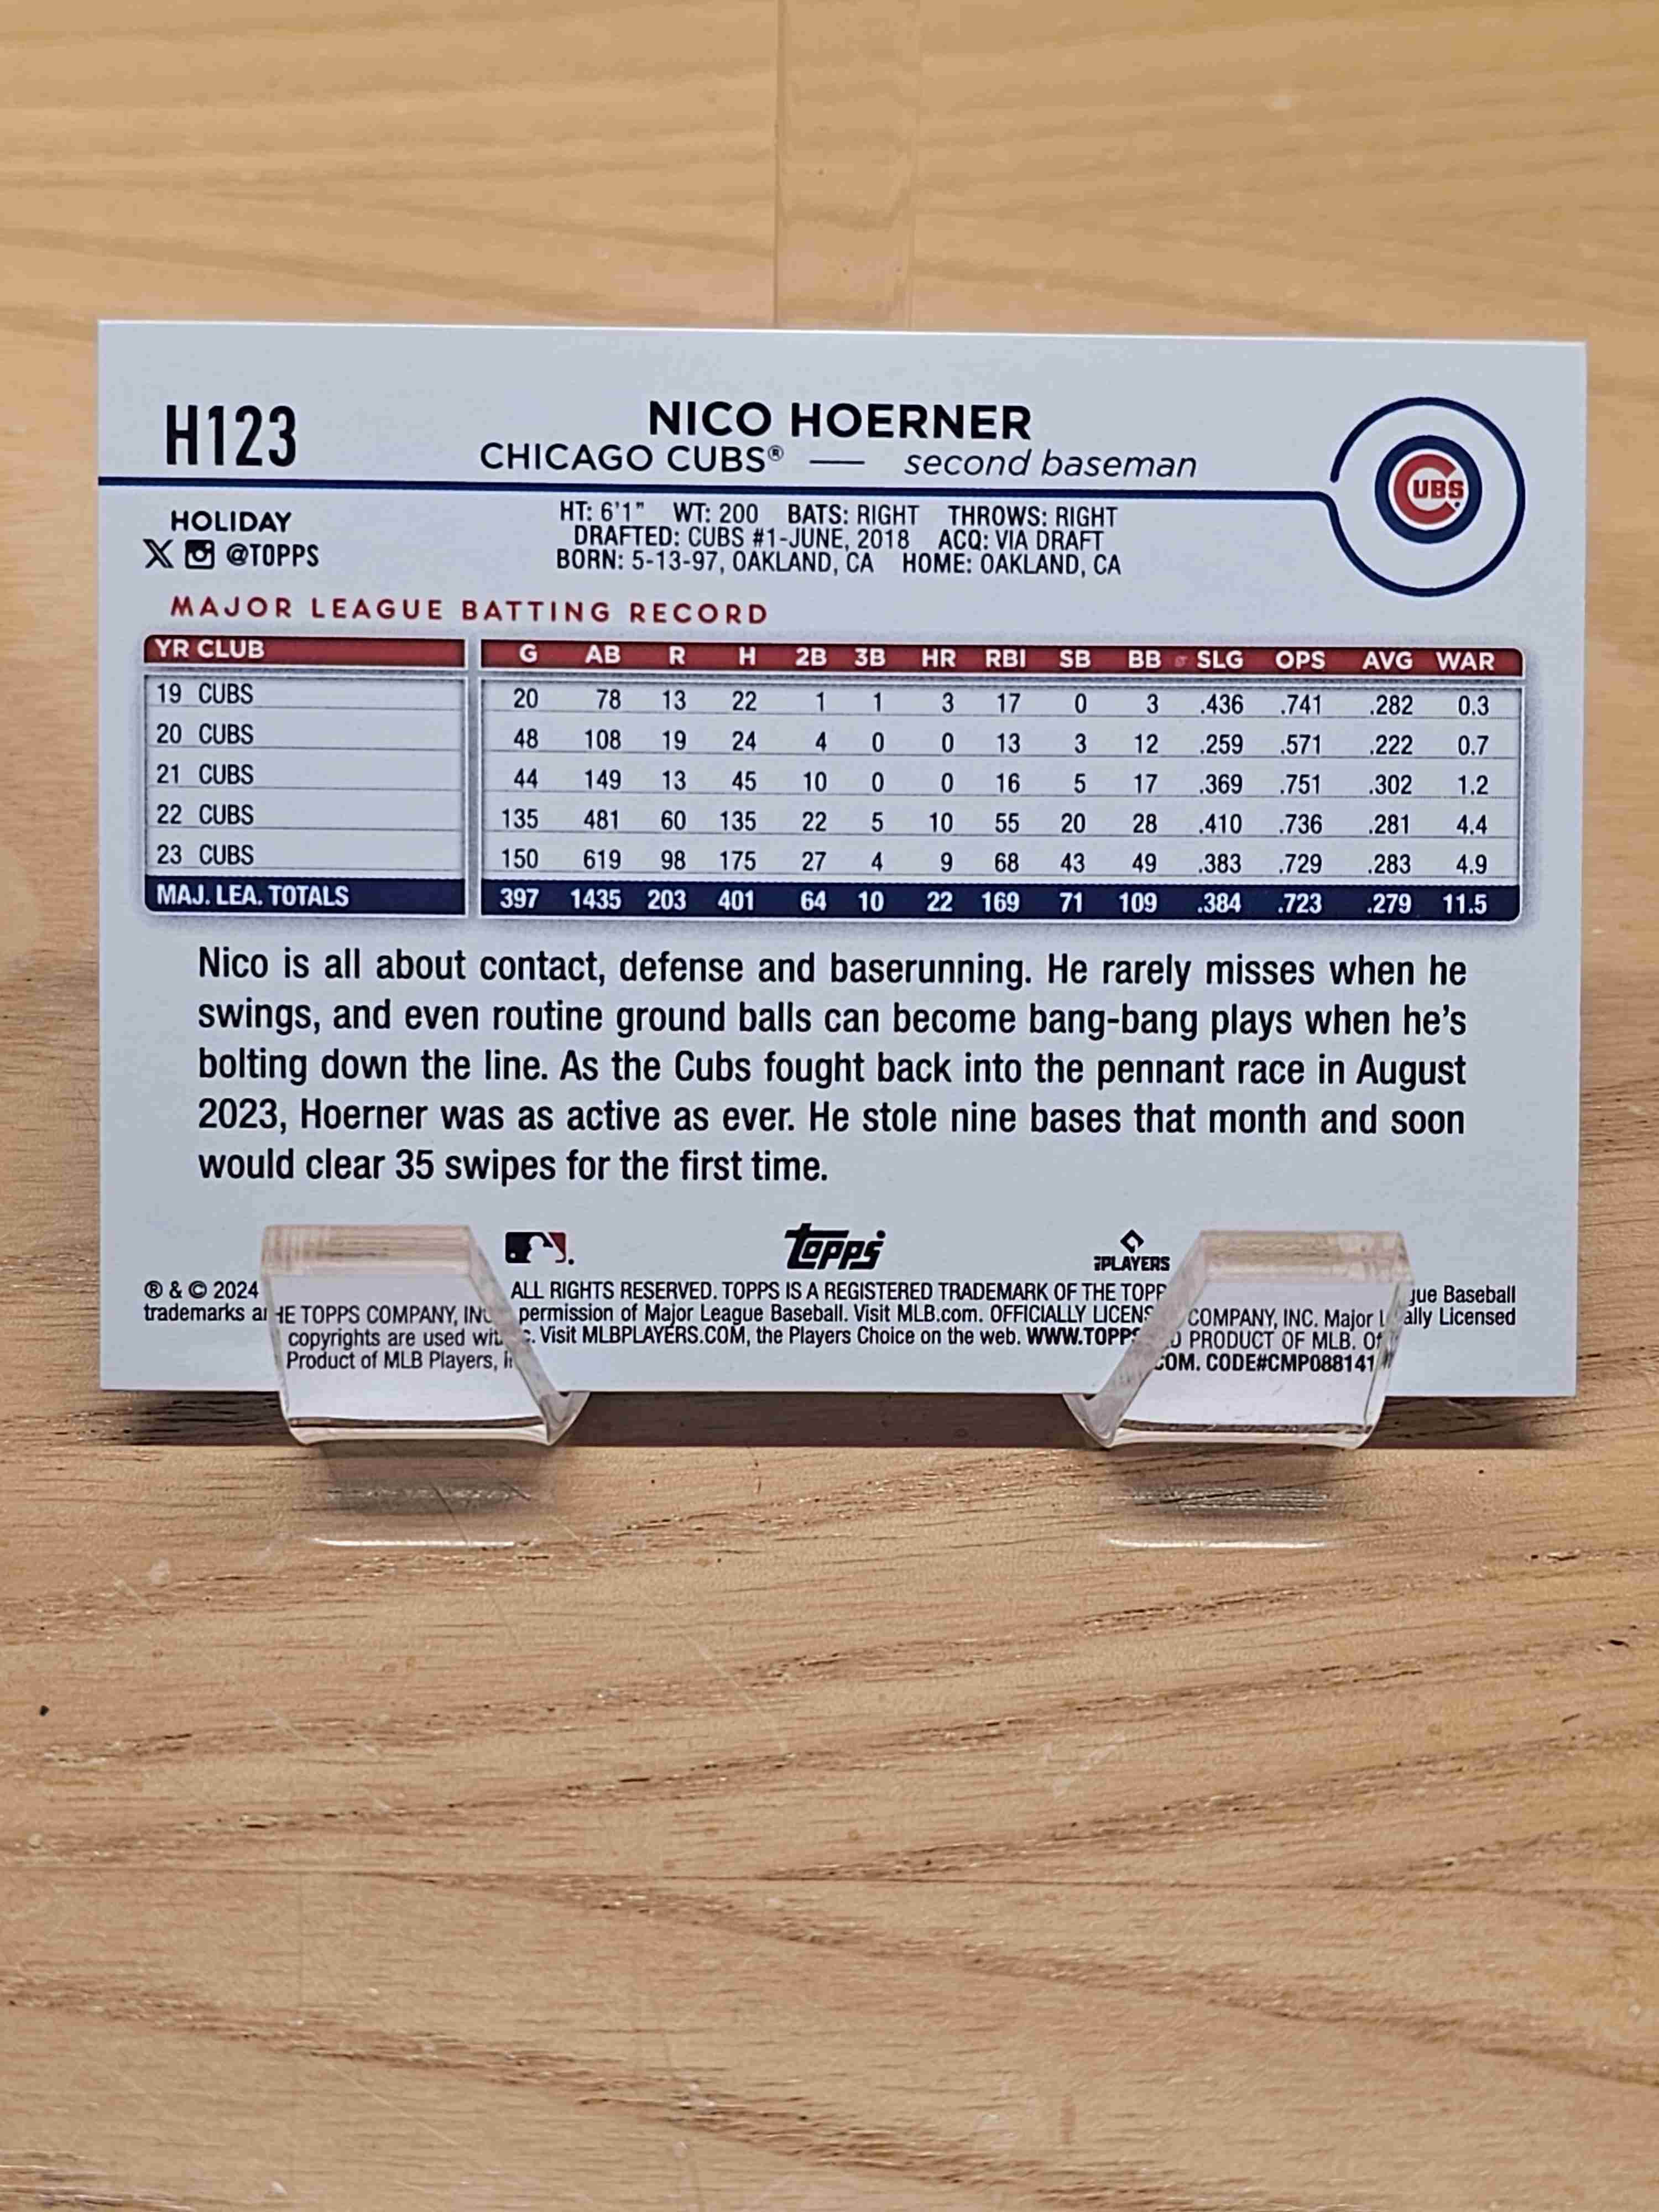 H123
NICO HOERNER
CHICAGO CUBS® — second baseman
CUBS
HOLIDAY
X @TOPPS
HT: 6'1" WT: 200 BATS: RIGHT THROWS: RIGHT
DRAFTED: CUBS #1-JUNE, 2018 ACQ: VIA DRAFT
BORN: 5-13-97, OAKLAND, CA HOME: OAKLAND, CA
MAJOR LEAGUE BATTING RECORD
YR CLUB G AB R H 2B 3B HR RBI SB BB SLG OPS AVG WAR
19 CUBS 20 78 13 22 1 1 3 17 0 3 .436 .741 .282 0.3
20 CUBS 48 108 19 24 4 0 0 13 3 12 .259 .571 .222 0.7
21 CUBS 44 149 13 45 10 0 0 16 5 17 .369 .751 .302 1.2
22 CUBS 135 481 60 135 22 5 10 55 20 28 .410 .736 .281 4.4
23 CUBS 150 619 98 175 27 4 9 68 43 49 .383 .729 .283 4.9
MAJ. LEA. TOTALS 397 1435 203 401 64 10 22 169 71 109 .384 .723 .279 11.5
Nico is all about contact, defense and baserunning. He rarely misses when he
swings, and even routine ground balls can become bang-bang plays when he's
bolting down the line. As the Cubs fought back into the pennant race in August
2023, Hoerner was as active as ever. He stole nine bases that month and soon
would clear 35 swipes for the first time.
topps
PLAYERS
® & © 2024 THE TOPPS COMPANY, INC. ALL RIGHTS RESERVED. TOPPS IS A REGISTERED TRADEMARK OF THE TOPPS COMPANY, INC. Major League Baseball
trademarks and copyrights are used with permission of Major League Baseball. Visit MLB.com. OFFICIALLY LICENSED PRODUCT OF MLB. Officially Licensed
Product of MLB Players, Inc. Visit MLBPLAYERS.COM, the Players Choice on the web. WWW.TOPPS.COM. CODE#CMP088141